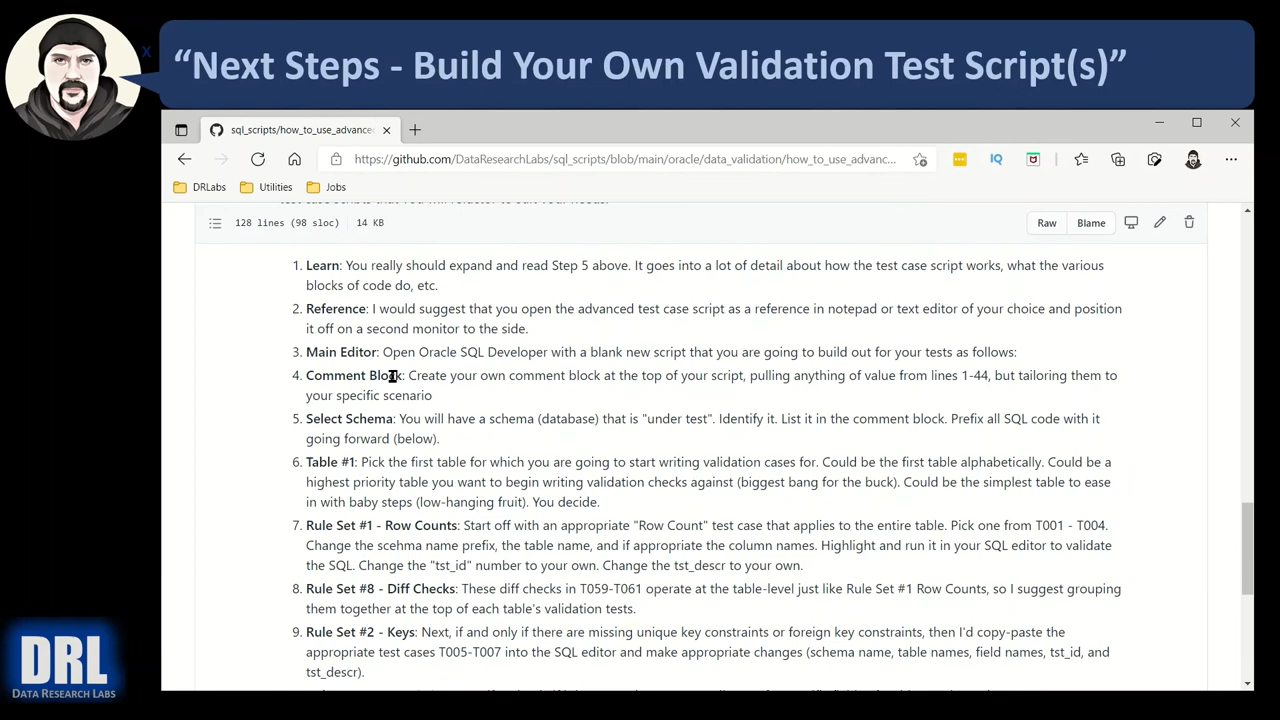 X
“Next Steps - Build Your Own Validation Test Script(s)”
sql_scripts/how_to_use_advance
https://github.com/DataResearchLabs/sql_scripts/blob/main/oracle/data_validation/how_to_use_advanc...
IQ
DRLabs Utilities Jobs
128 lines (98 sloc) 14 KB
Raw Blame
1. Learn: You really should expand and read Step 5 above. It goes into a lot of detail about how the test case script works, what the various
blocks of code do, etc.
2. Reference: I would suggest that you open the advanced test case script as a reference in notepad or text editor of your choice and position
it off on a second monitor to the side.
3. Main Editor: Open Oracle SQL Developer with a blank new script that you are going to build out for your tests as follows:
4. Comment Block: Create your own comment block at the top of your script, pulling anything of value from lines 1-44, but tailoring them to
your specific scenario
5. Select Schema: You will have a schema (database) that is "under test". Identify it. List it in the comment block. Prefix all SQL code with it
going forward (below).
6. Table #1: Pick the first table for which you are going to start writing validation cases for. Could be the first table alphabetically. Could be a
highest priority table you want to begin writing validation checks against (biggest bang for the buck). Could be the simplest table to ease
in with baby steps (low-hanging fruit). You decide.
7. Rule Set #1 - Row Counts: Start off with an appropriate "Row Count" test case that applies to the entire table. Pick one from T001 - T004.
Change the scehma name prefix, the table name, and if appropriate the column names. Highlight and run it in your SQL editor to validate
the SQL. Change the "tst_id" number to your own. Change the tst_descr to your own.
8. Rule Set #8 - Diff Checks: These diff checks in T059-T061 operate at the table-level just like Rule Set #1 Row Counts, so I suggest grouping
them together at the top of each table's validation tests.
9. Rule Set #2 - Keys: Next, if and only if there are missing unique key constraints or foreign key constraints, then I'd copy-paste the
appropriate test cases T005-T007 into the SQL editor and make appropriate changes (schema name, table names, field names, tst_id, and
tst_descr).
DRL
DATA RESEARCH LABS